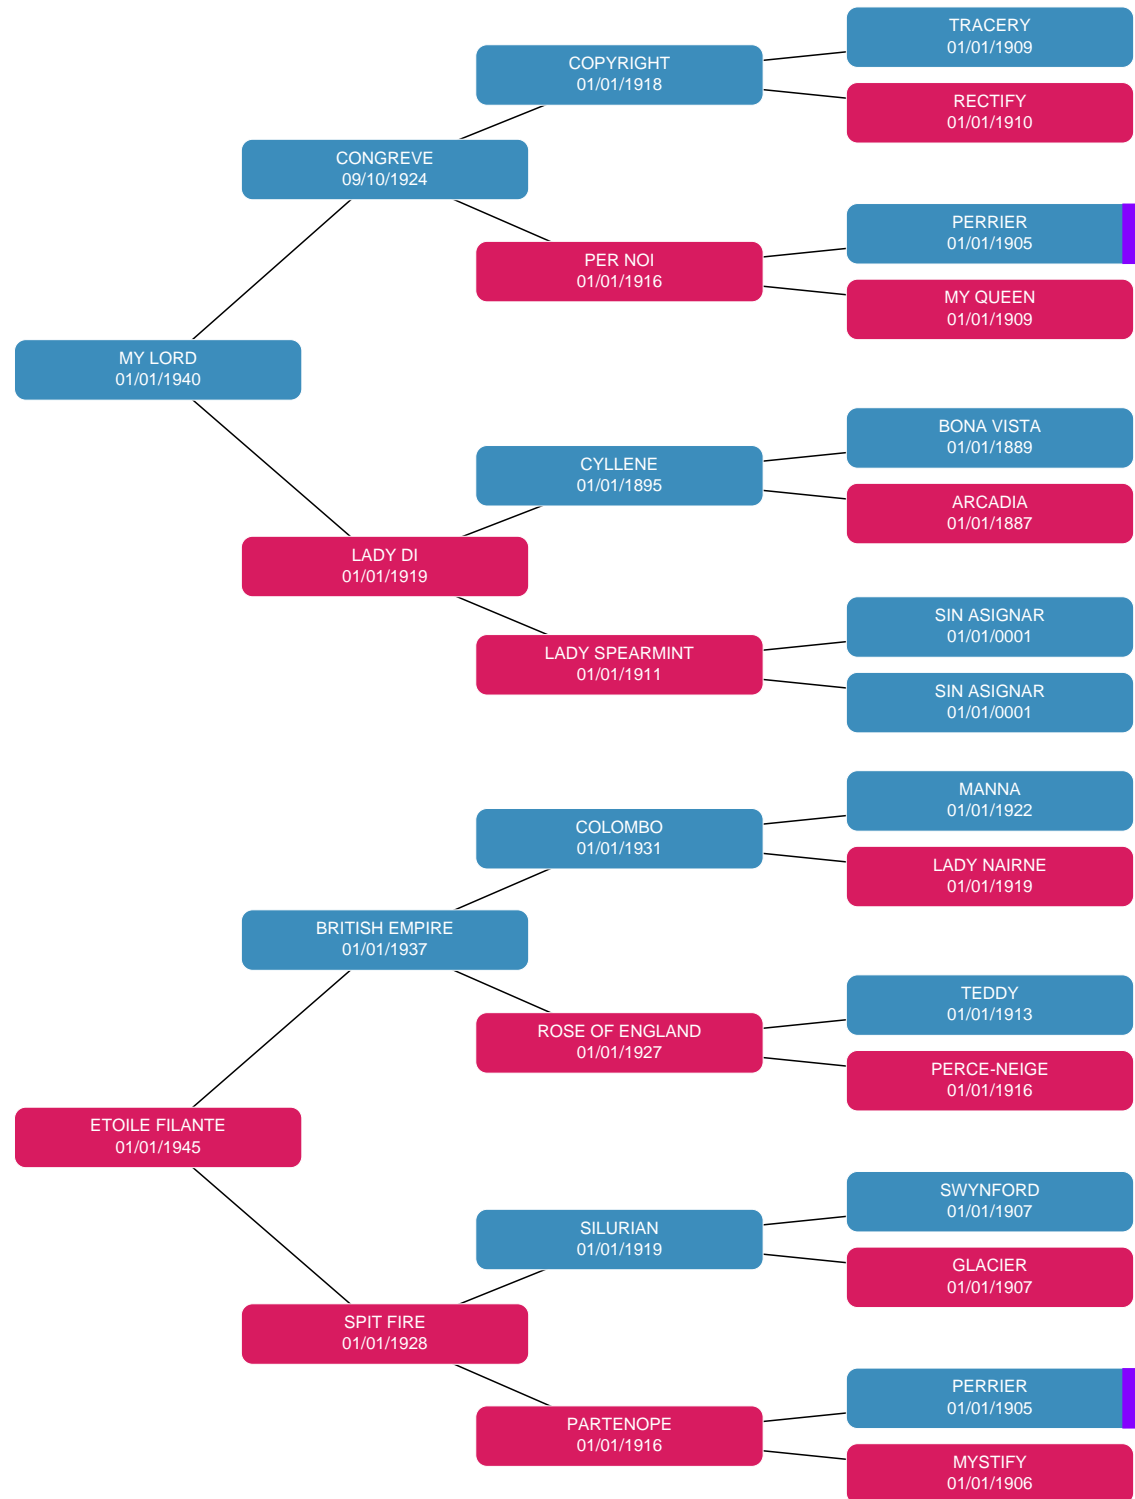 TRACERY
01/01/1909
COPYRIGHT
01/01/1918
RECTIFY
01/01/1910
CONGREVE
09/10/1924
PERRIER
01/01/1905
PER NOI
01/01/1916
MY QUEEN
01/01/1909
MY LORD
01/01/1940
BONA VISTA
01/01/1889
CYLLENE
01/01/1895
ARCADIA
01/01/1887
LADY DI
01/01/1919
SIN ASIGNAR
01/01/0001
LADY SPEARMINT
01/01/1911
SIN ASIGNAR
01/01/0001
MANNA
01/01/1922
COLOMBO
01/01/1931
LADY NAIRNE
01/01/1919
BRITISH EMPIRE
01/01/1937
TEDDY
01/01/1913
ROSE OF ENGLAND
01/01/1927
PERCE-NEIGE
01/01/1916
ETOILE FILANTE
01/01/1945
SWYNFORD
01/01/1907
SILURIAN
01/01/1919
GLACIER
01/01/1907
SPIT FIRE
01/01/1928
PERRIER
01/01/1905
PARTENOPE
01/01/1916
MYSTIFY
01/01/1906